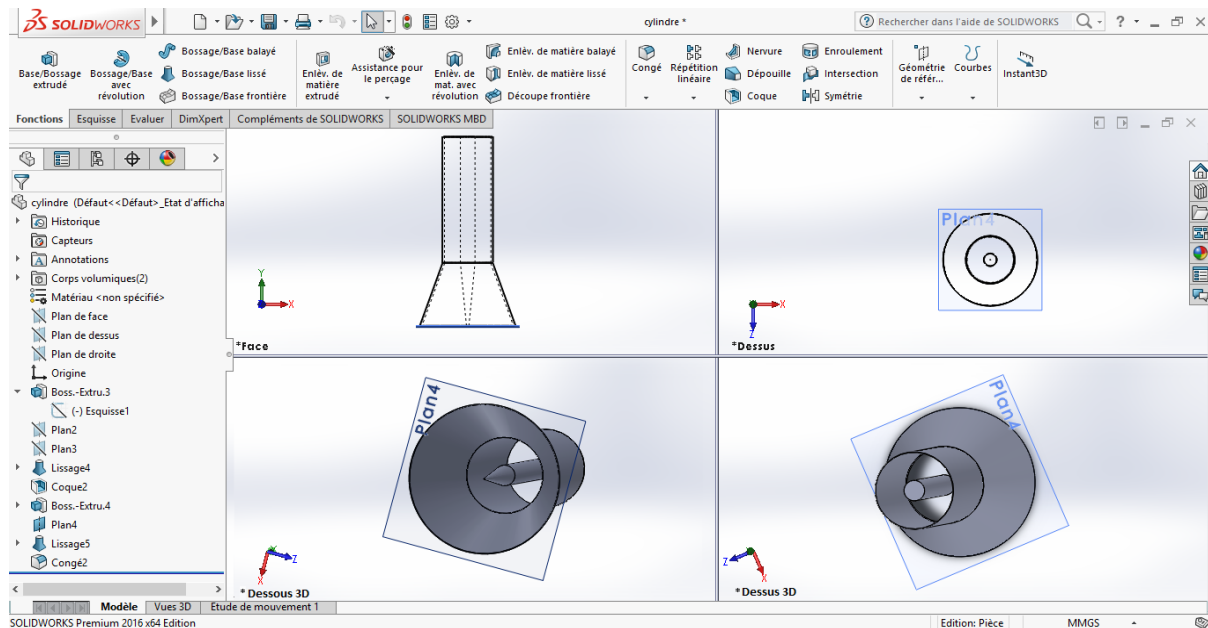 SOLIDWORKS
cylindre *
Rechercher dans l'aide de SOLIDWORKS
?
Base/Bossage extrudé
Bossage/Base avec révolution
Bossage/Base balayé
Bossage/Base lissé
Bossage/Base frontière
Enlèv. de matière extrudé
Assistance pour le perçage
Enlèv. de mat. avec révolution
Enlèv. de matière balayé
Enlèv. de matière lissé
Découpe frontière
Congé
Répétition linéaire
Nervure
Dépouille
Coque
Enroulement
Intersection
Symétrie
Géométrie de référ...
Courbes
Instant3D
Fonctions Esquisse Evaluer DimXpert Compléments de SOLIDWORKS SOLIDWORKS MBD
cylindre (Défaut<<Défaut>_Etat d'afficha
Historique
Capteurs
Annotations
Corps volumiques(2)
Matériau <non spécifié>
Plan de face
Plan de dessus
Plan de droite
Origine
Boss.-Extru.3
(-) Esquisse1
Plan2
Plan3
Lissage4
Coque2
Boss.-Extru.4
Plan4
Lissage5
Congé2
Y
X
*Face
Plan4
X
Z
*Dessus
Plan4
Z
X
*Dessous 3D
Plan4
Z
X
*Dessus 3D
Modèle Vues 3D Etude de mouvement 1
SOLIDWORKS Premium 2016 x64 Edition
Edition: Pièce
MMGS